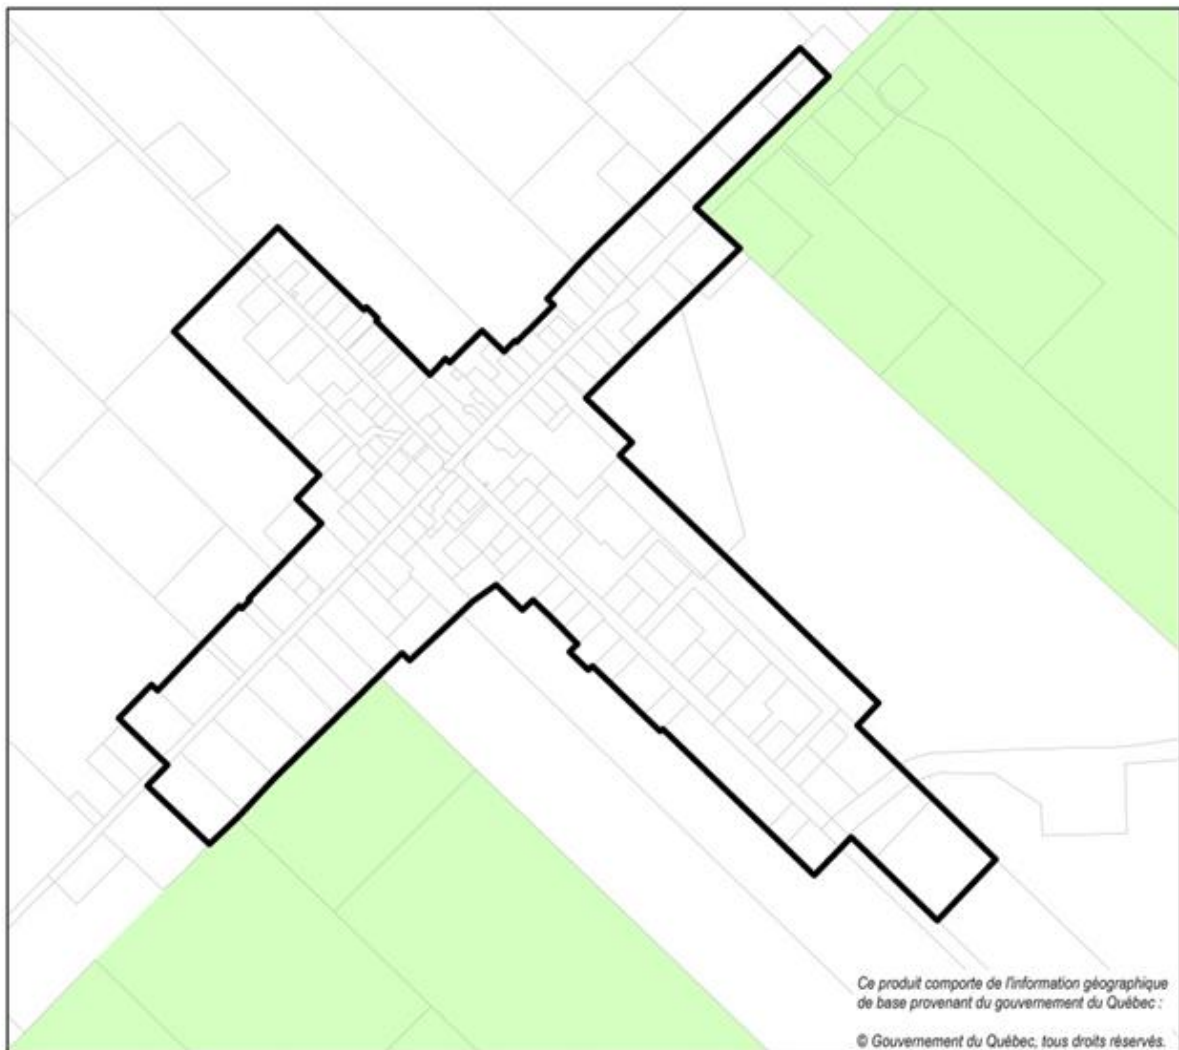 Ce produit comporte de l'information géographique
de base provenant du gouvernement du Québec :
© Gouvernement du Québec, tous droits réservés.